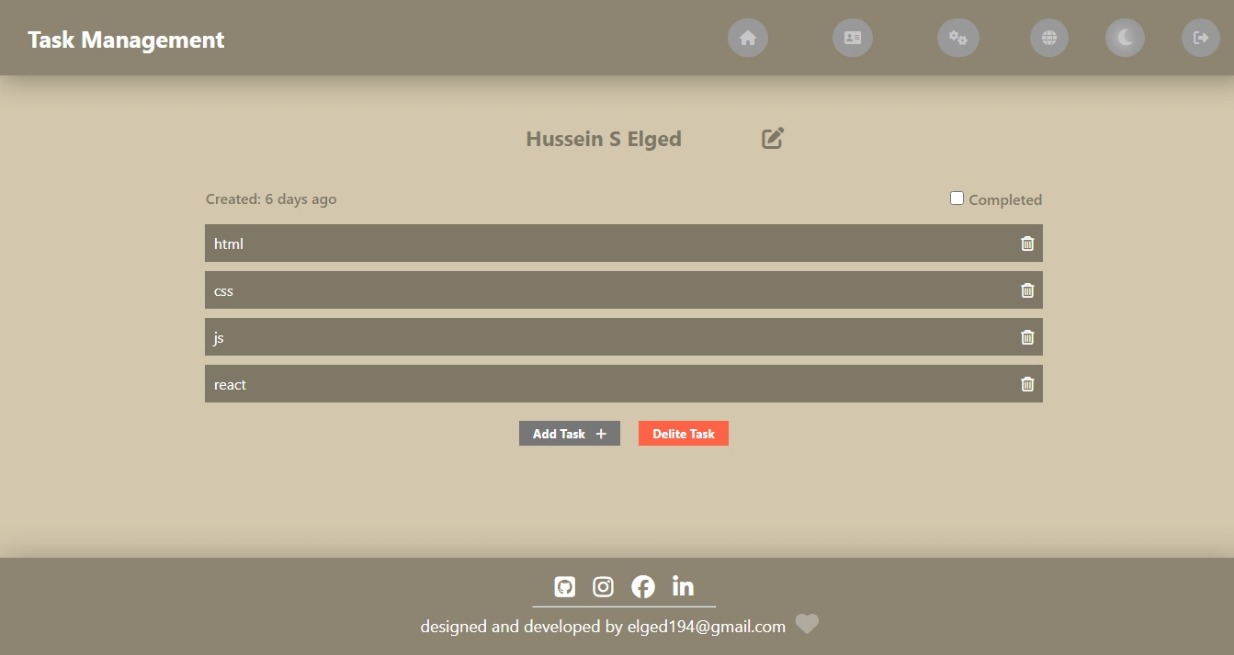 Task Management
Hussein S Elged
Created: 6 days ago
Completed
html
css
js
react
Add Task +
Delite Task
in
designed and developed by elged194@gmail.com